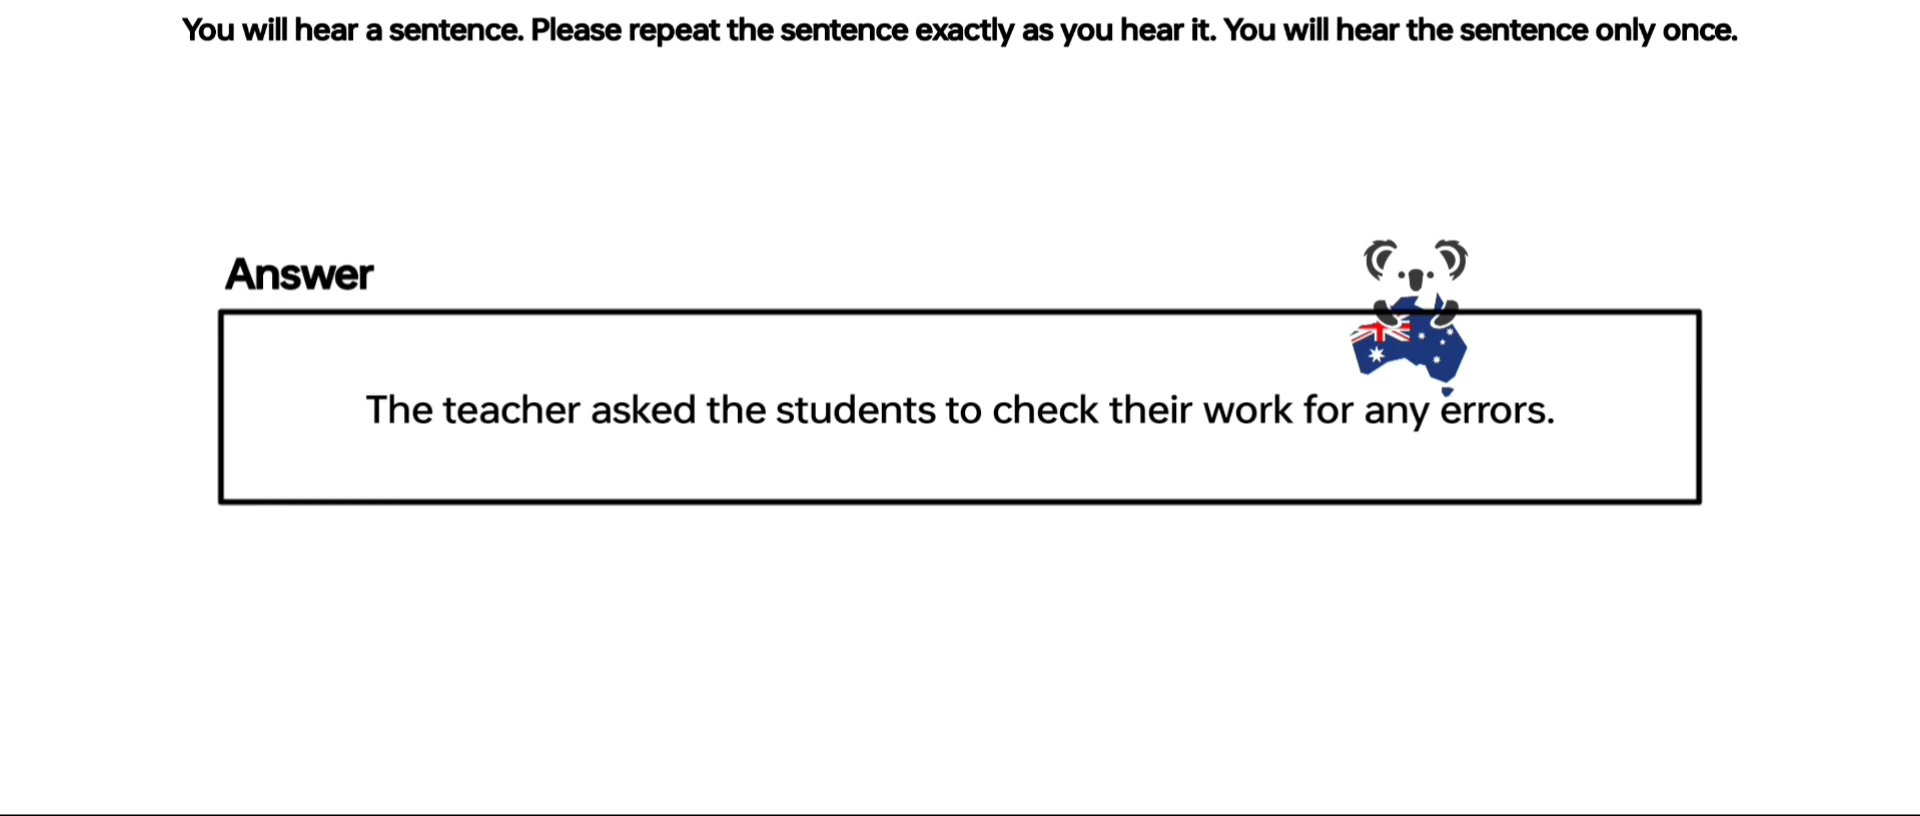 You will hear a sentence. Please repeat the sentence exactly as you hear it. You will hear the sentence only once.
Answer
The teacher asked the students to check their work for any errors.